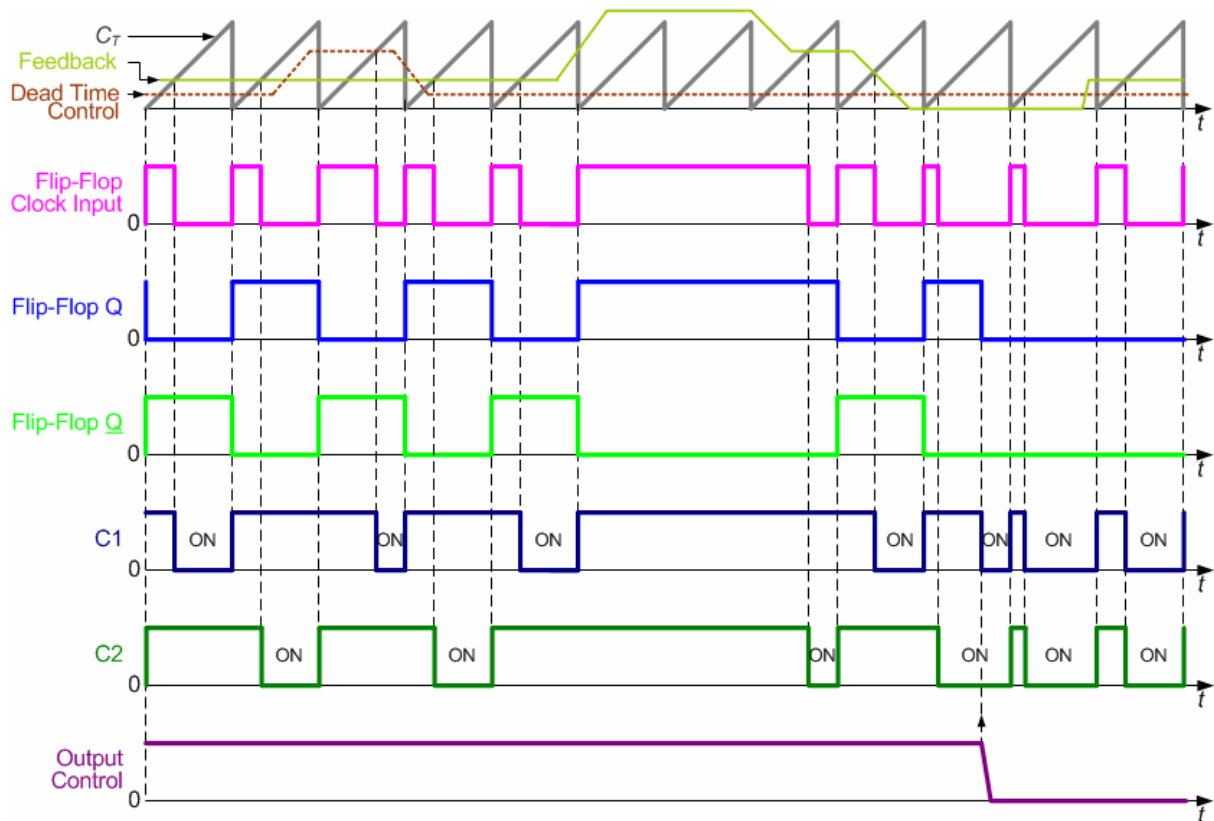 CT
Feedback
Dead Time
Control
t
Flip-Flop
Clock Input
0
t
Flip-Flop Q
0
t
Flip-Flop Q
0
t
C1
ON
ON
ON
ON
ON
ON
ON
0
t
C2
ON
ON
ON
ON
ON
ON
0
t
Output
Control
0
t